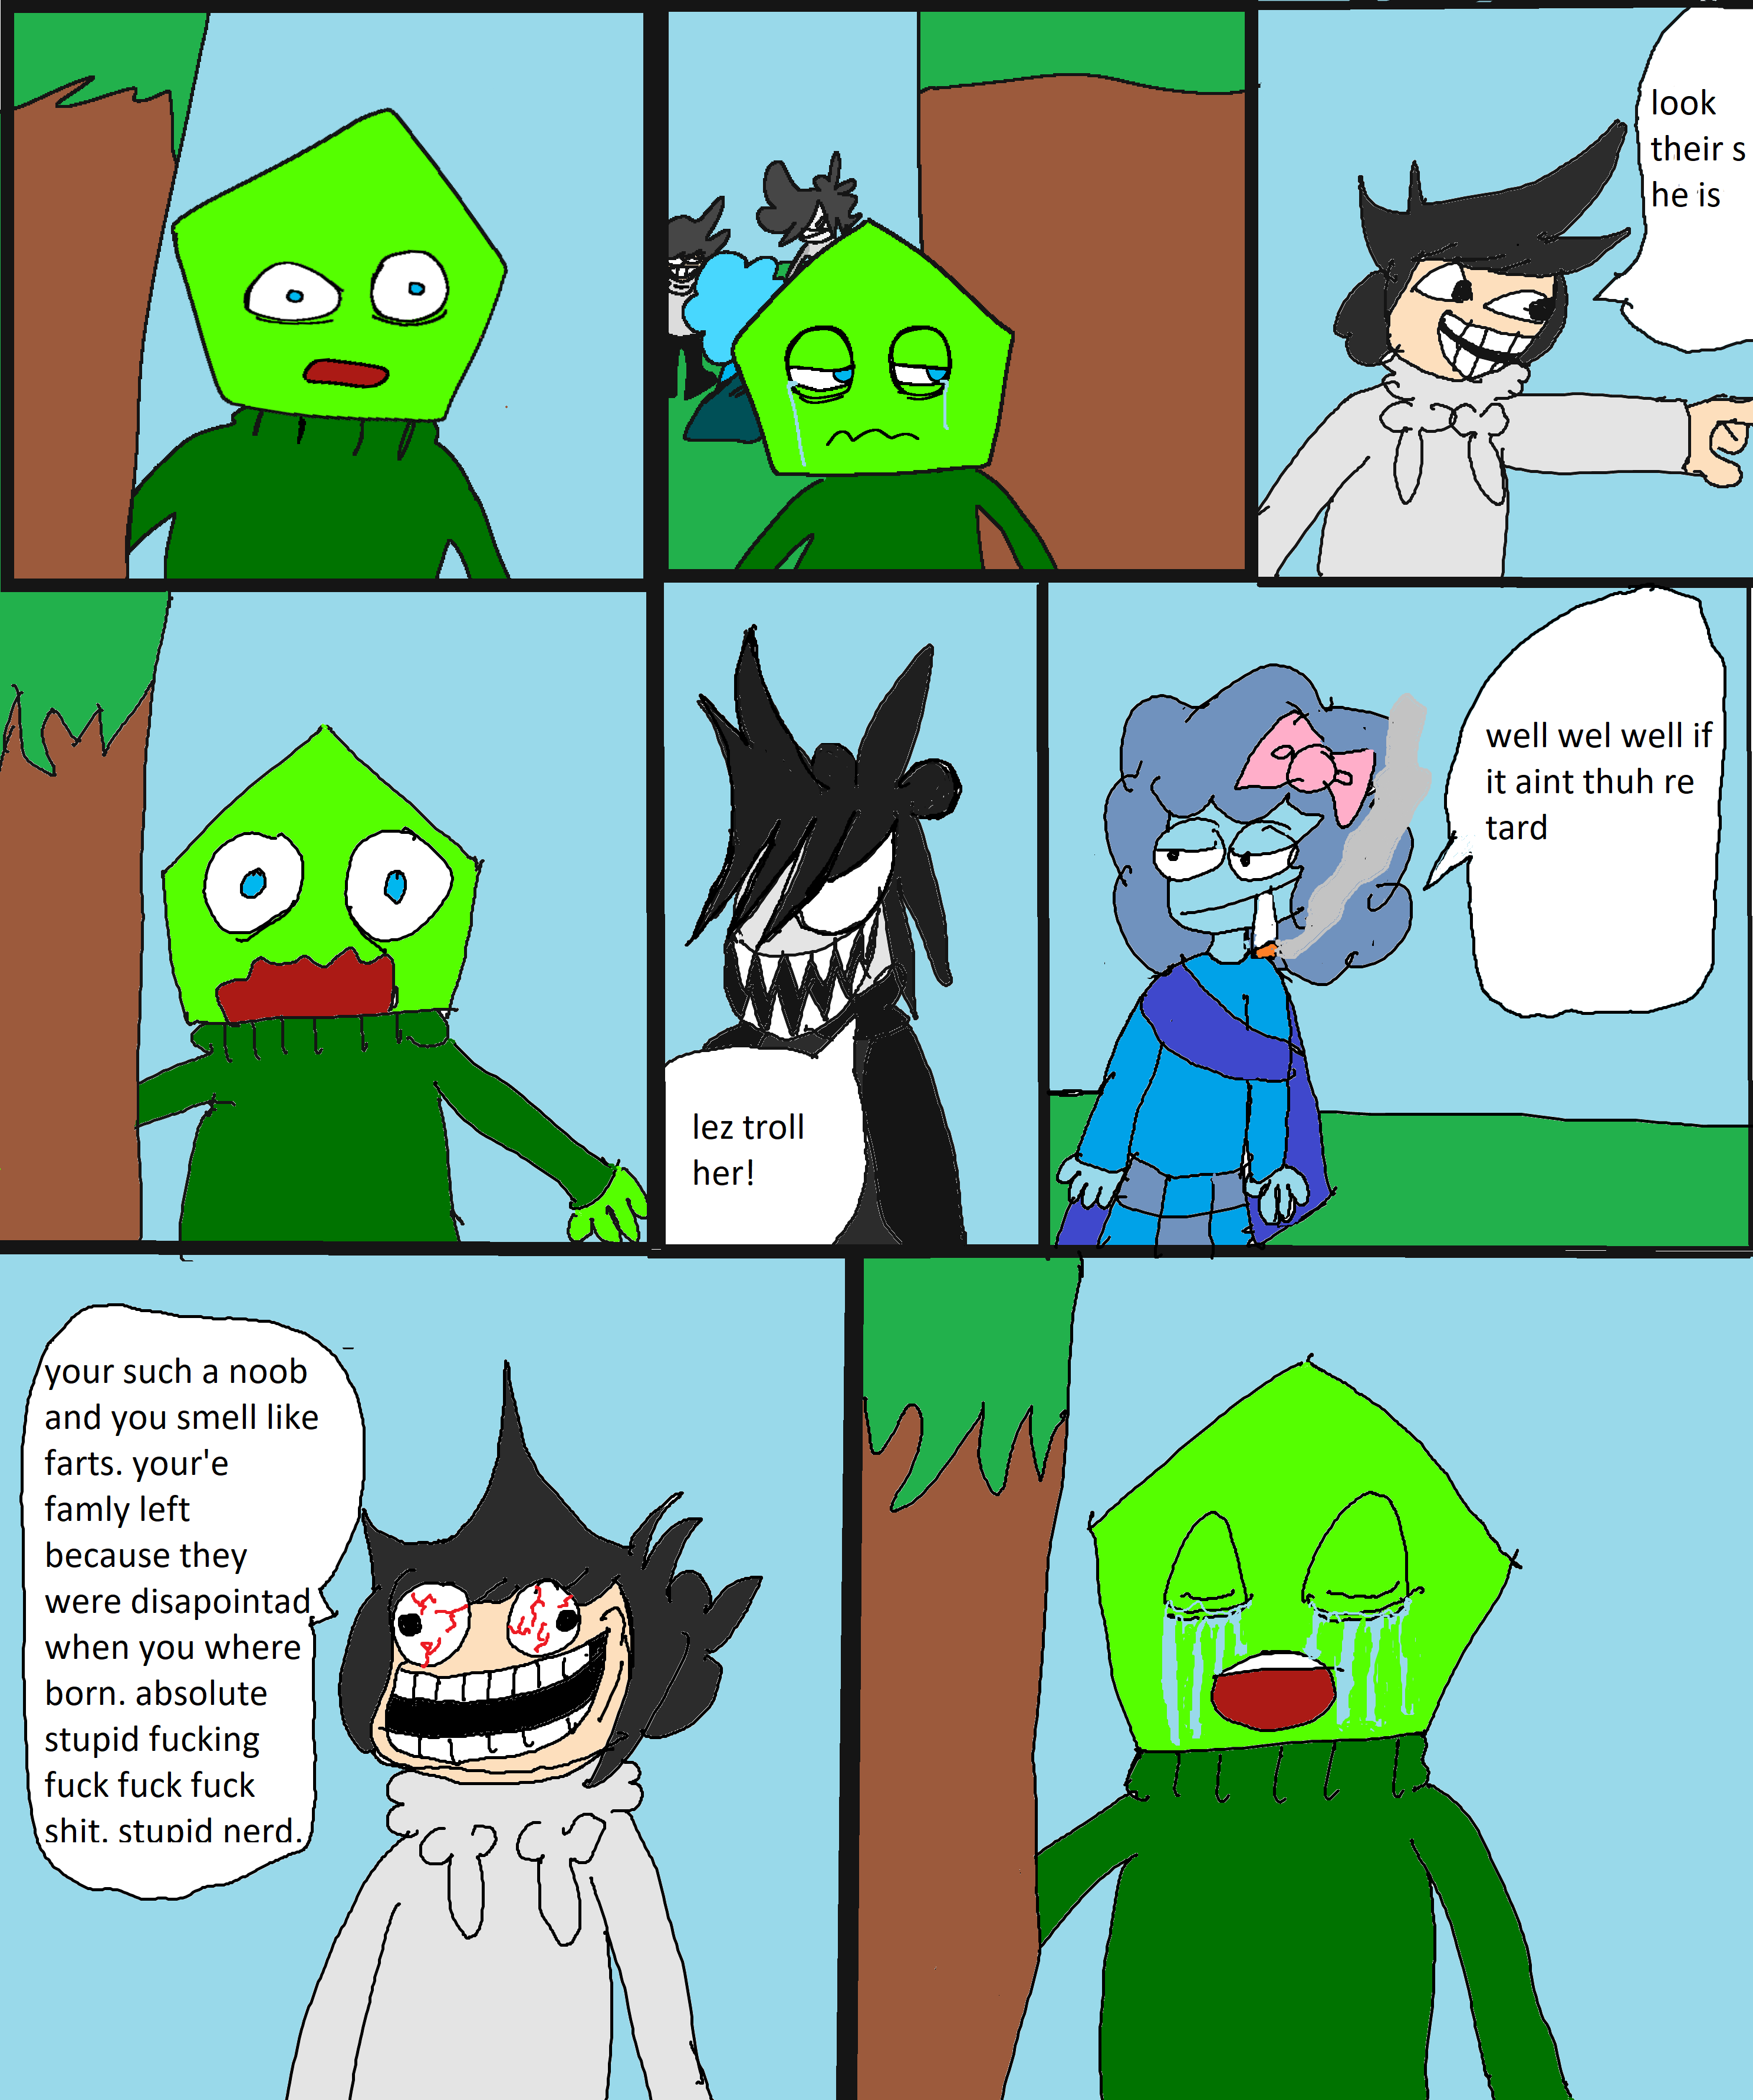 look
their s
he is
lez troll
her!
well wel well if
it aint thuh re
tard
your such a noob
and you smell like
farts. your'e
famly left
because they
were disapointad
when you where
born. absolute
stupid fucking
fuck fuck fuck
shit. stupid nerd.